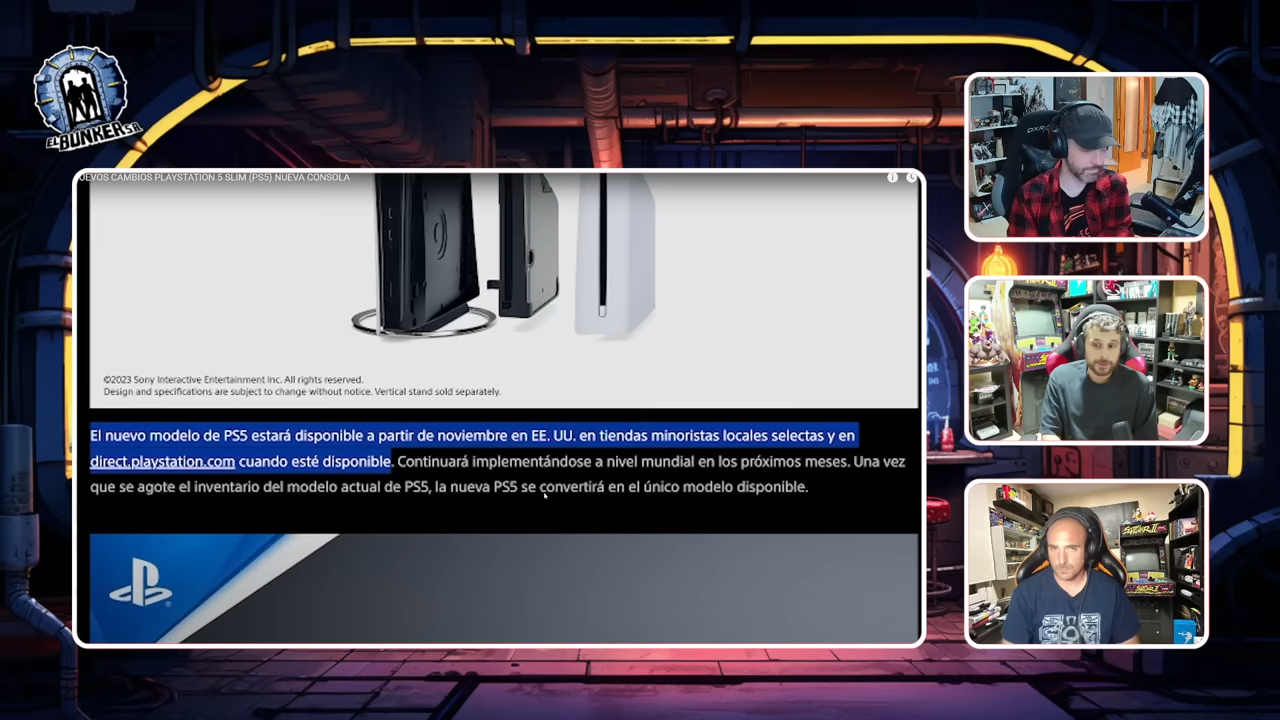 EL BUNKER S.A
UEVOS CAMBIOS PLAYSTATION 5 SLIM (PS5) NUEVA CONSOLA
©2023 Sony Interactive Entertainment Inc. All rights reserved.
Design and specifications are subject to change without notice. Vertical stand sold separately.
El nuevo modelo de PS5 estará disponible a partir de noviembre en EE. UU. en tiendas minoristas locales selectas y en
direct.playstation.com cuando esté disponible. Continuará implementándose a nivel mundial en los próximos meses. Una vez
que se agote el inventario del modelo actual de PS5, la nueva PS5 se convertirá en el único modelo disponible.